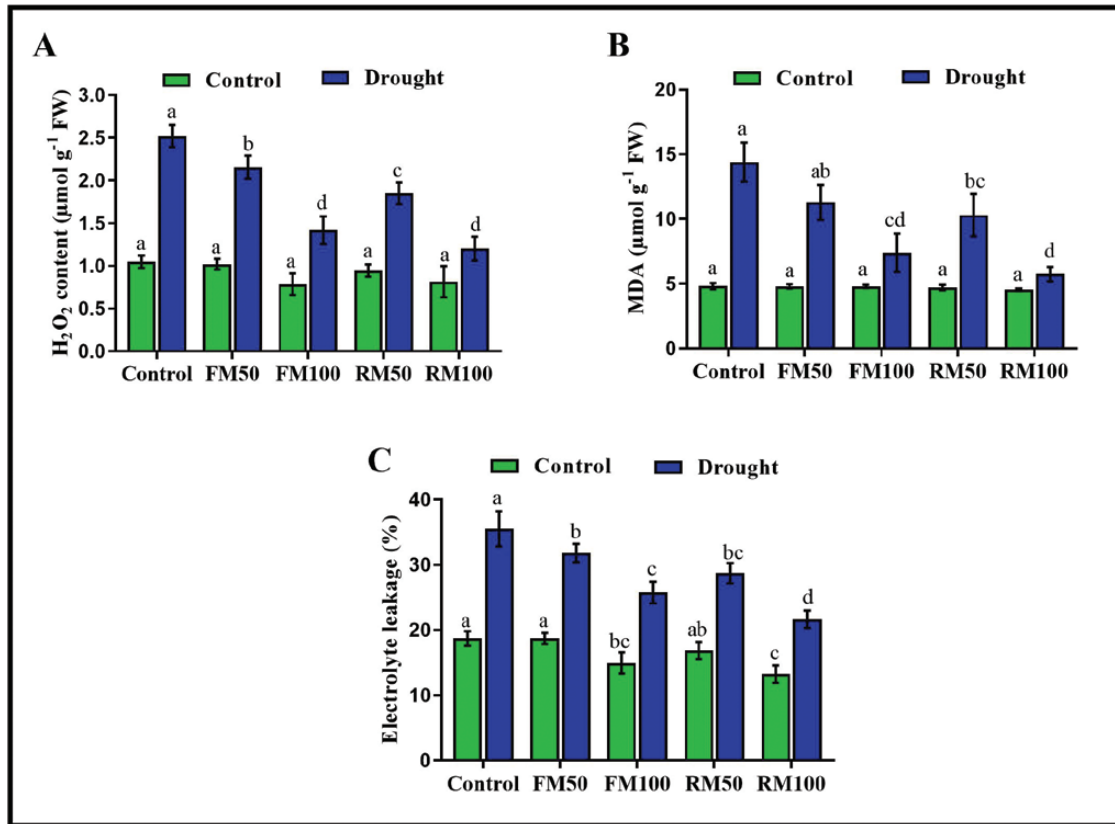 A
Control Drought
H₂O₂ content (µmol g⁻¹ FW)
3.0
2.5
2.0
1.5
1.0
0.5
0.0
a a
a b
a d
a c
a d
Control FM50 FM100 RM50 RM100
B
Control Drought
MDA (µmol g⁻¹ FW)
20
15
10
5
0
a a
a ab
a cd
a bc
a d
Control FM50 FM100 RM50 RM100
C
Control Drought
Electrolyte leakage (%)
40
30
20
10
0
a a
a b
bc c
ab bc
c d
Control FM50 FM100 RM50 RM100